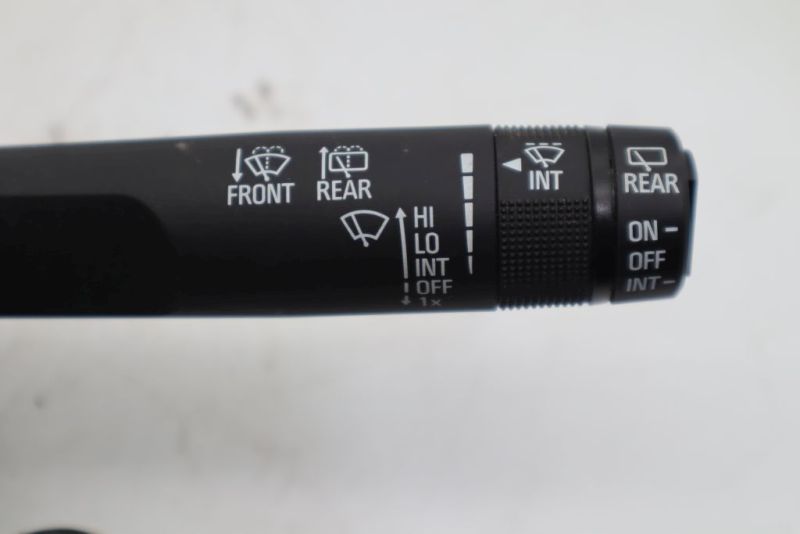 FRONT
REAR
HI
LO
INT
OFF
1x
INT
REAR
ON
OFF
INT